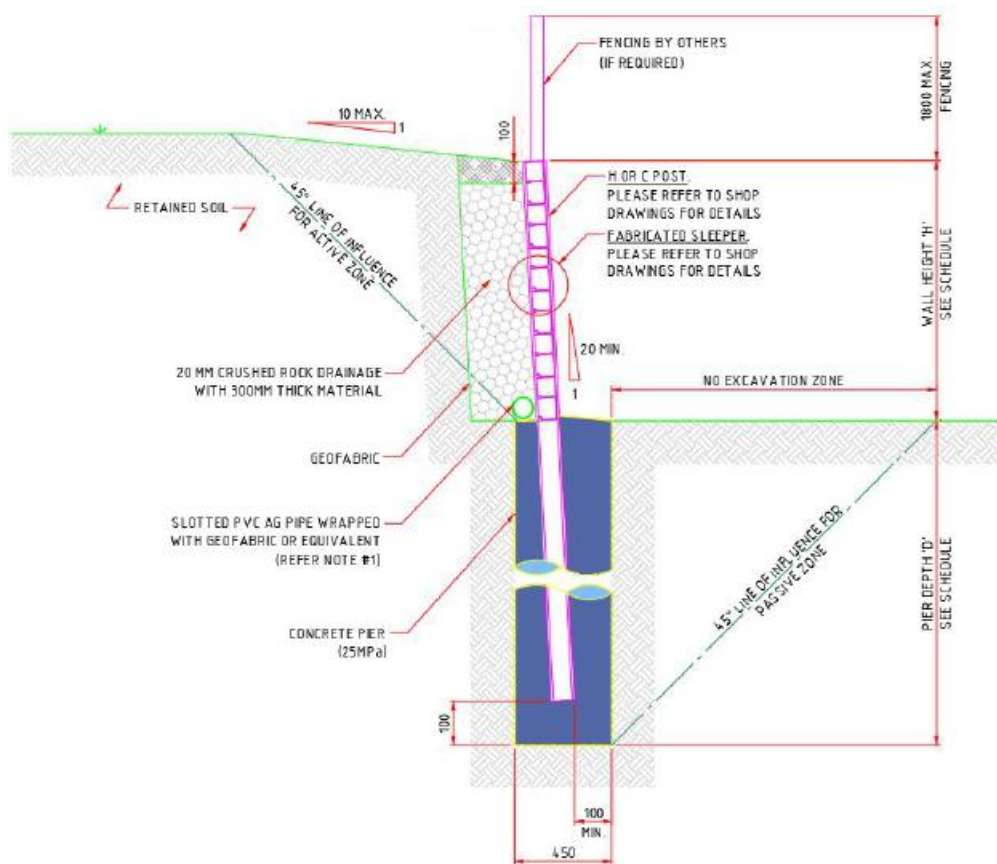 FENCING BY OTHERS
(IF REQUIRED)
1800 MAX.
FENCING
10 MAX.
1
100
H OR C POST.
PLEASE REFER TO SHOP
DRAWINGS FOR DETAILS
FABRICATED SLEEPER.
PLEASE REFER TO SHOP
DRAWINGS FOR DETAILS
RETAINED SOIL
45° LINE OF INFLUENCE
FOR ACTIVE ZONE
WALL HEIGHT 'H'
SEE SCHEDULE
20 MIN.
1
20 MM CRUSHED ROCK DRAINAGE
WITH 300MM THICK MATERIAL
NO EXCAVATION ZONE
GEOFABRIC
SLOTTED PVC AG PIPE WRAPPED
WITH GEOFABRIC OR EQUIVALENT
(REFER NOTE #1)
45° LINE OF INFLUENCE FOR
PASSIVE ZONE
PIER DEPTH 'D'
SEE SCHEDULE
CONCRETE PIER
(25MPa)
100
100
MIN.
450